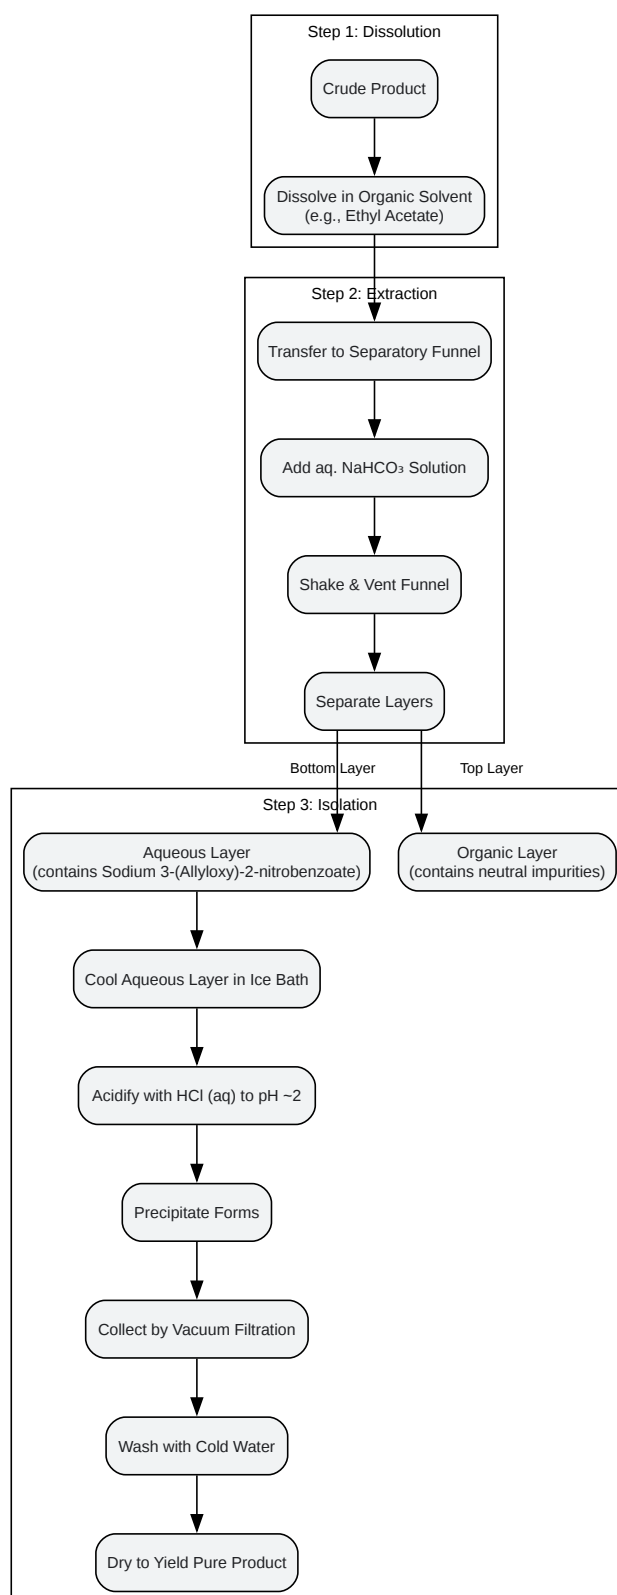 Step 1: Dissolution
Crude Product
Dissolve in Organic Solvent
(e.g., Ethyl Acetate)
Step 2: Extraction
Transfer to Separatory Funnel
Add aq. NaHCO₃ Solution
Shake & Vent Funnel
Separate Layers
Bottom Layer
Top Layer
Step 3: Isolation
Aqueous Layer
(contains Sodium 3-(Allyloxy)-2-nitrobenzoate)
Organic Layer
(contains neutral impurities)
Cool Aqueous Layer in Ice Bath
Acidify with HCl (aq) to pH ~2
Precipitate Forms
Collect by Vacuum Filtration
Wash with Cold Water
Dry to Yield Pure Product